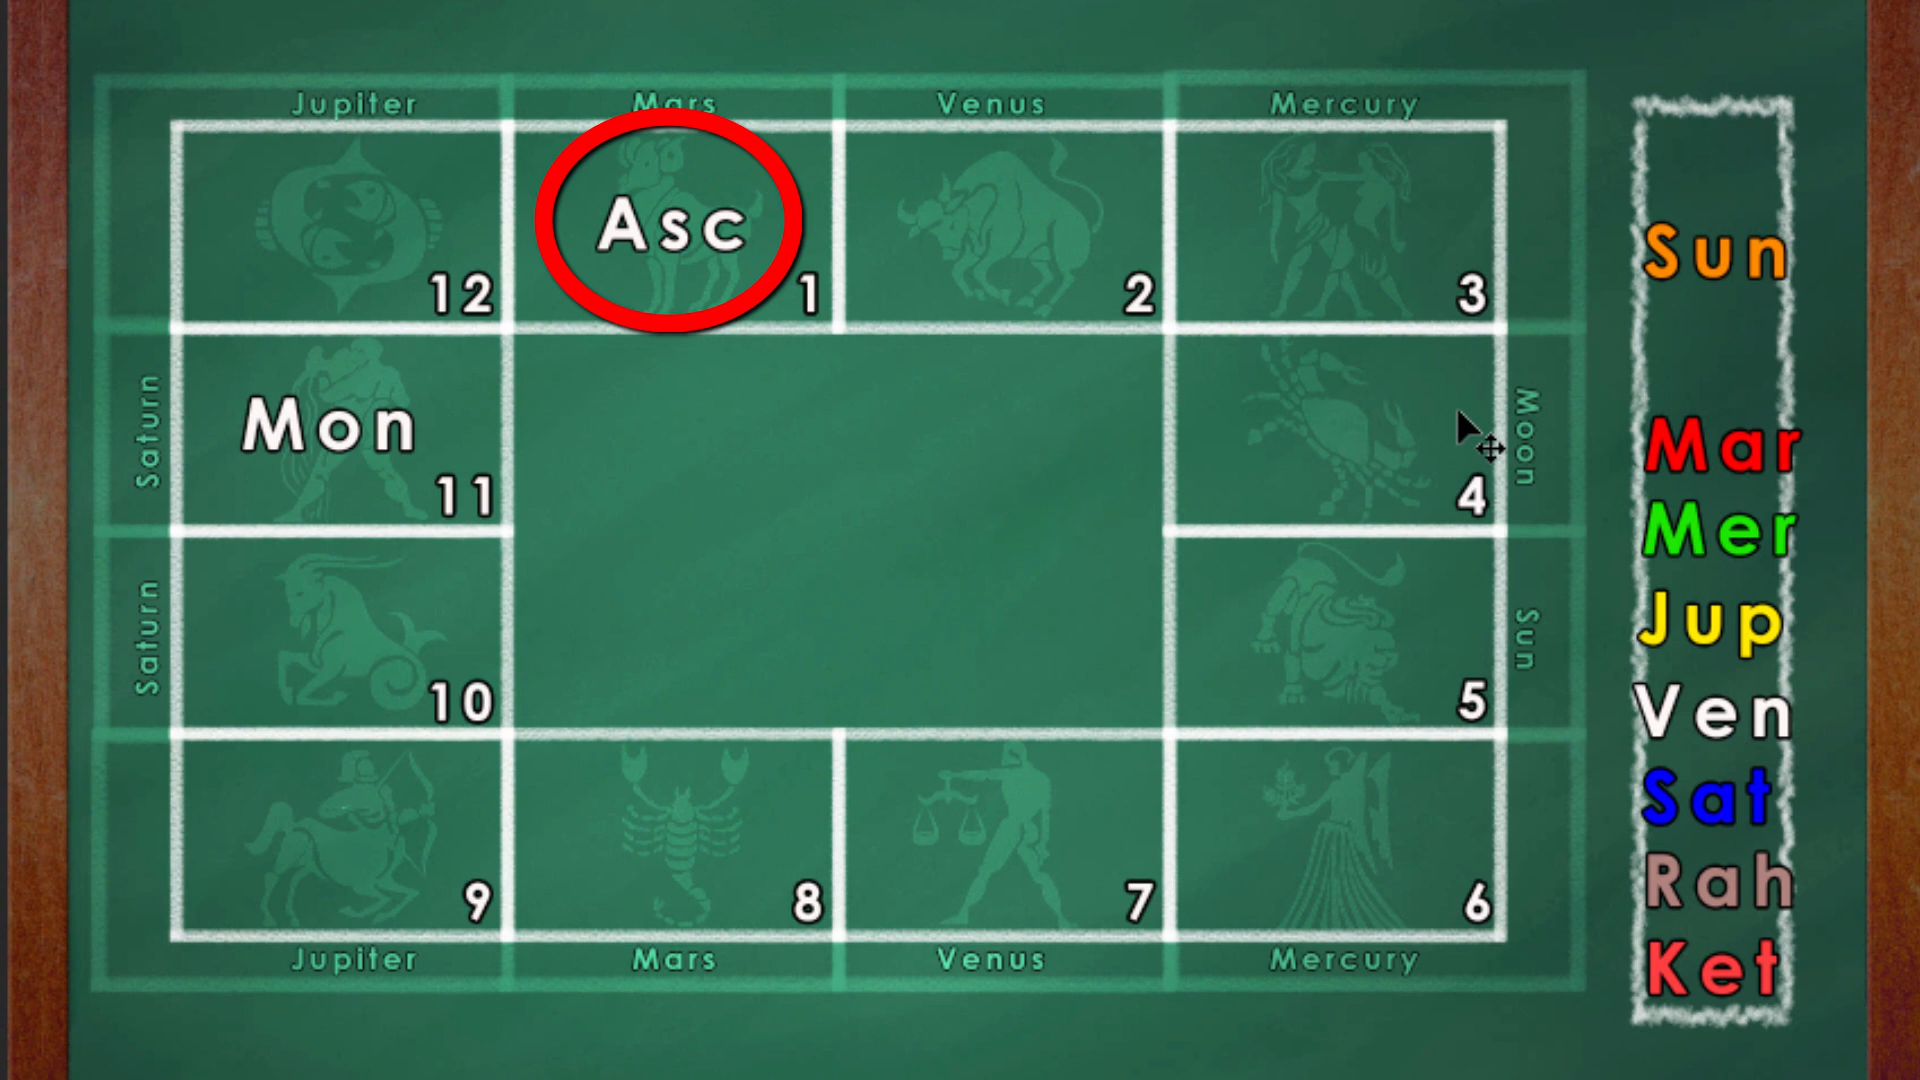 Jupiter Mars Venus Mercury
Asc
12 1 2 3
Sun
Saturn Mon 11 4 Moon
Mar
Mer
Saturn 10 5 Sun
Jup
Ven
Sat
9 8 7 6
Rah
Jupiter Mars Venus Mercury
Ket